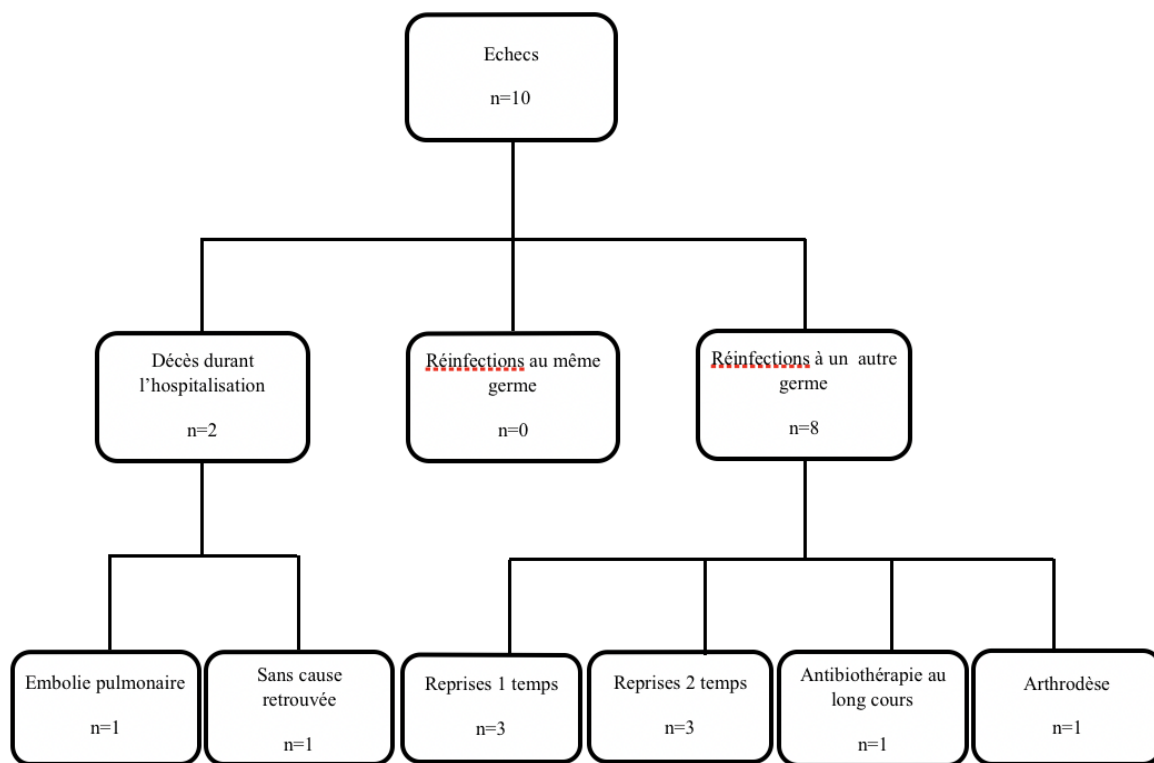 Echecs
n=10
Décès durant
l'hospitalisation
n=2
Réinfections au même
germe
n=0
Réinfections à un autre
germe
n=8
Embolie pulmonaire
n=1
Sans cause
retrouvée
n=1
Reprises 1 temps
n=3
Reprises 2 temps
n=3
Antibiothérapie au
long cours
n=1
Arthrodèse
n=1